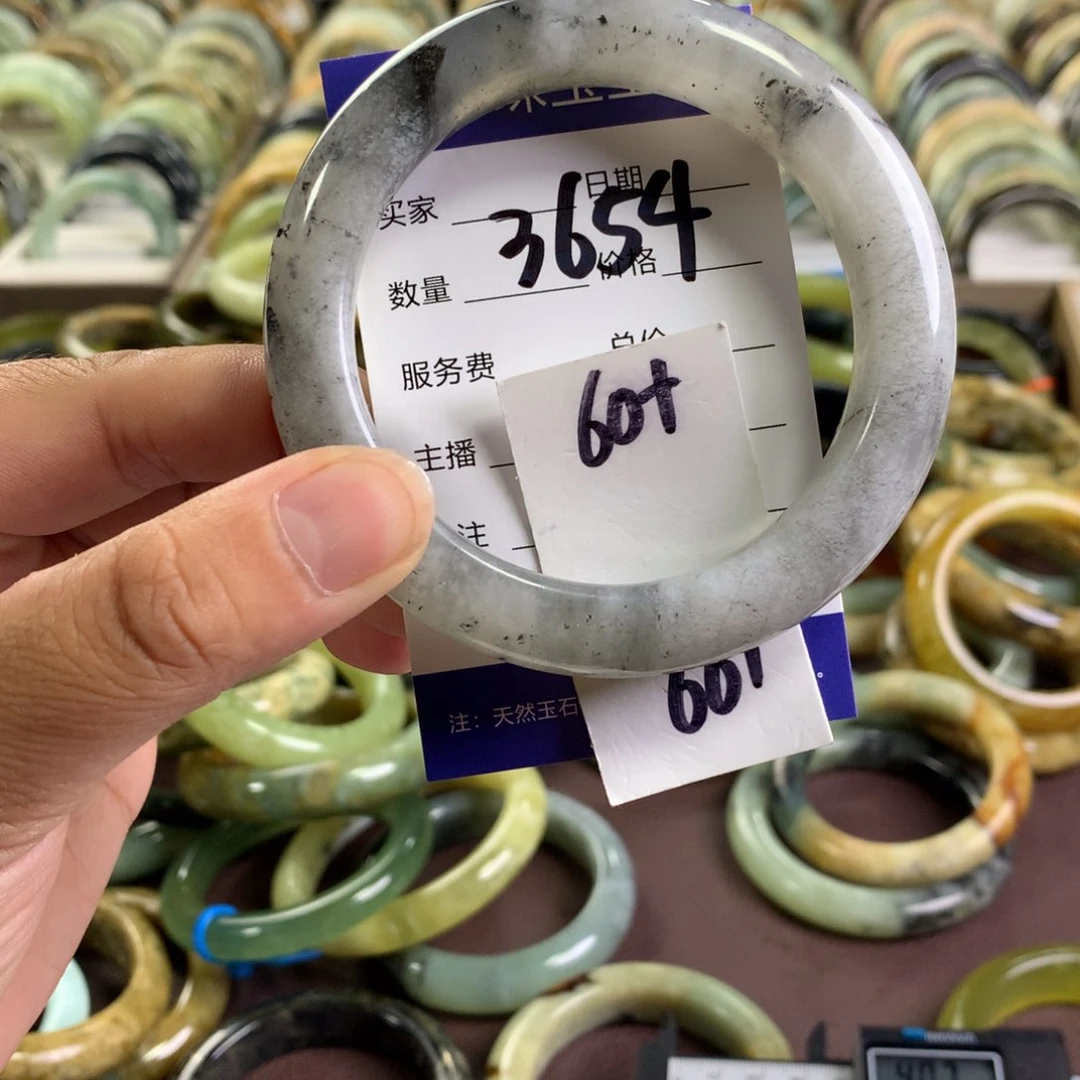 买家 日期
3654
数量 价格
服务费 总价
60+
主播
注
60+
注：天然玉石